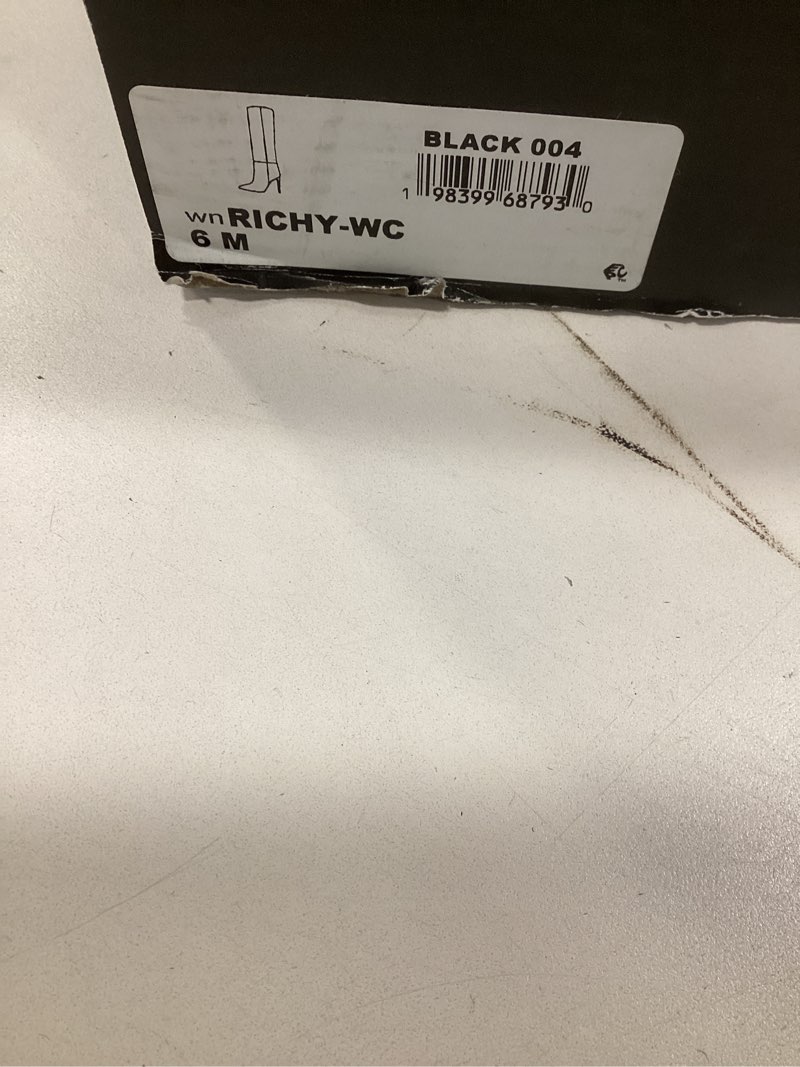 BLACK 004
1 98399 68793 0
wnRICHY-WC
6 M